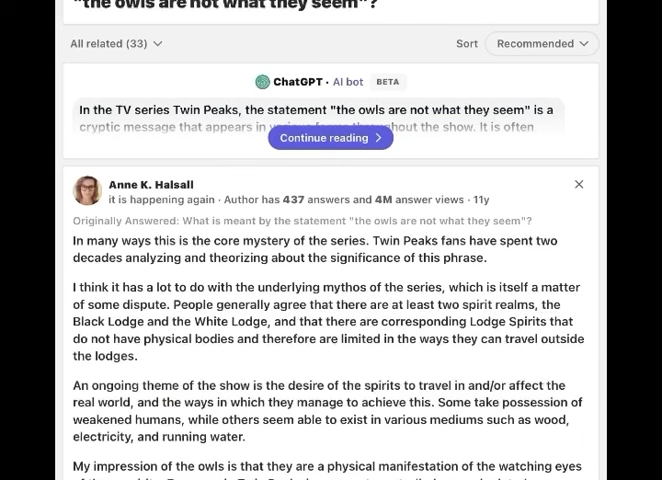 "the owls are not what they seem"?
All related (33)
Sort
Recommended
ChatGPT · AI bot BETA
In the TV series Twin Peaks, the statement "the owls are not what they seem" is a
cryptic message that appears in various forms throughout the show. It is often
Continue reading
Anne K. Halsall
it is happening again · Author has 437 answers and 4M answer views · 11y
Originally Answered: What is meant by the statement "the owls are not what they seem"?
In many ways this is the core mystery of the series. Twin Peaks fans have spent two
decades analyzing and theorizing about the significance of this phrase.
I think it has a lot to do with the underlying mythos of the series, which is itself a matter
of some dispute. People generally agree that there are at least two spirit realms, the
Black Lodge and the White Lodge, and that there are corresponding Lodge Spirits that
do not have physical bodies and therefore are limited in the ways they can travel outside
the lodges.
An ongoing theme of the show is the desire of the spirits to travel in and/or affect the
real world, and the ways in which they manage to achieve this. Some take possession of
weakened humans, while others seem able to exist in various mediums such as wood,
electricity, and running water.
My impression of the owls is that they are a physical manifestation of the watching eyes